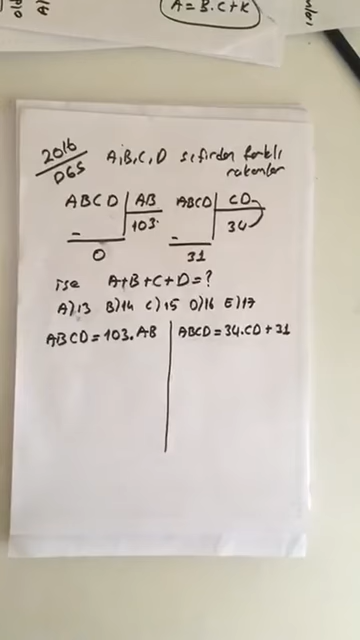 A = B.C+K
A)
2016
DGS
A,B,C,D sıfırdan farklı
rakamlar
ABCD | AB
103
0
ABCD | CD
34
31
ise A+B+C+D=?
A)13 B)14 C)15 D)16 E)17
ABCD=103.AB
ABCD=34.CD+31